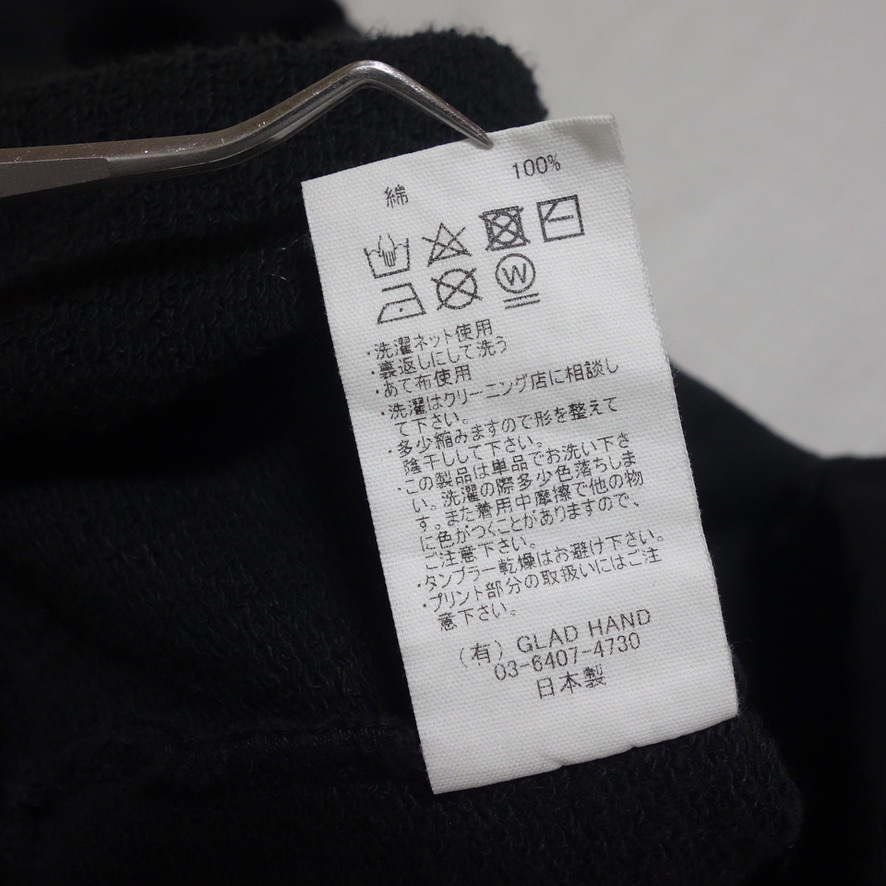 綿 100%
W
・洗濯ネット使用
・裏返しにして洗う
・あて布使用
・洗濯はクリーニング店に相談し
て下さい。
・多少縮みますので形を整えて
陰干しして下さい。
・この製品は単品でお洗い下さ
い。洗濯の際多少色落ちしま
す。また着用中摩擦で他の物
に色がつくことがありますので、
ご注意下さい。
・タンブラー乾燥はお避け下さい。
・プリント部分の取扱いにはご注
意下さい。
(有) GLAD HAND
03-6407-4730
日本製